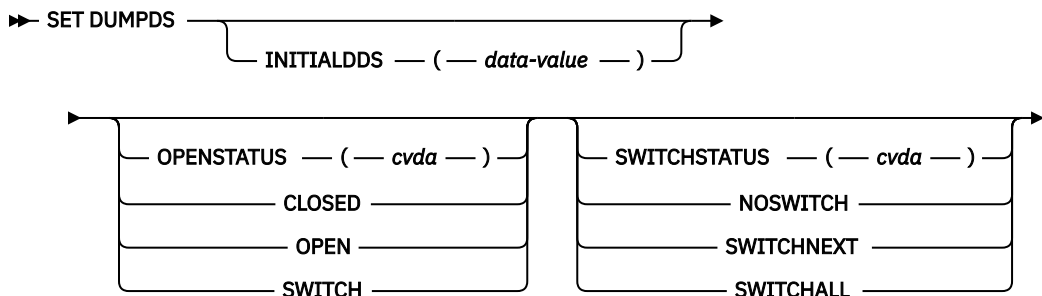 SET DUMPDS
INITIALDDS ( data-value )
OPENSTATUS ( cvda ) SWITCHSTATUS ( cvda )
CLOSED NOSWITCH
OPEN SWITCHNEXT
SWITCH SWITCHALL